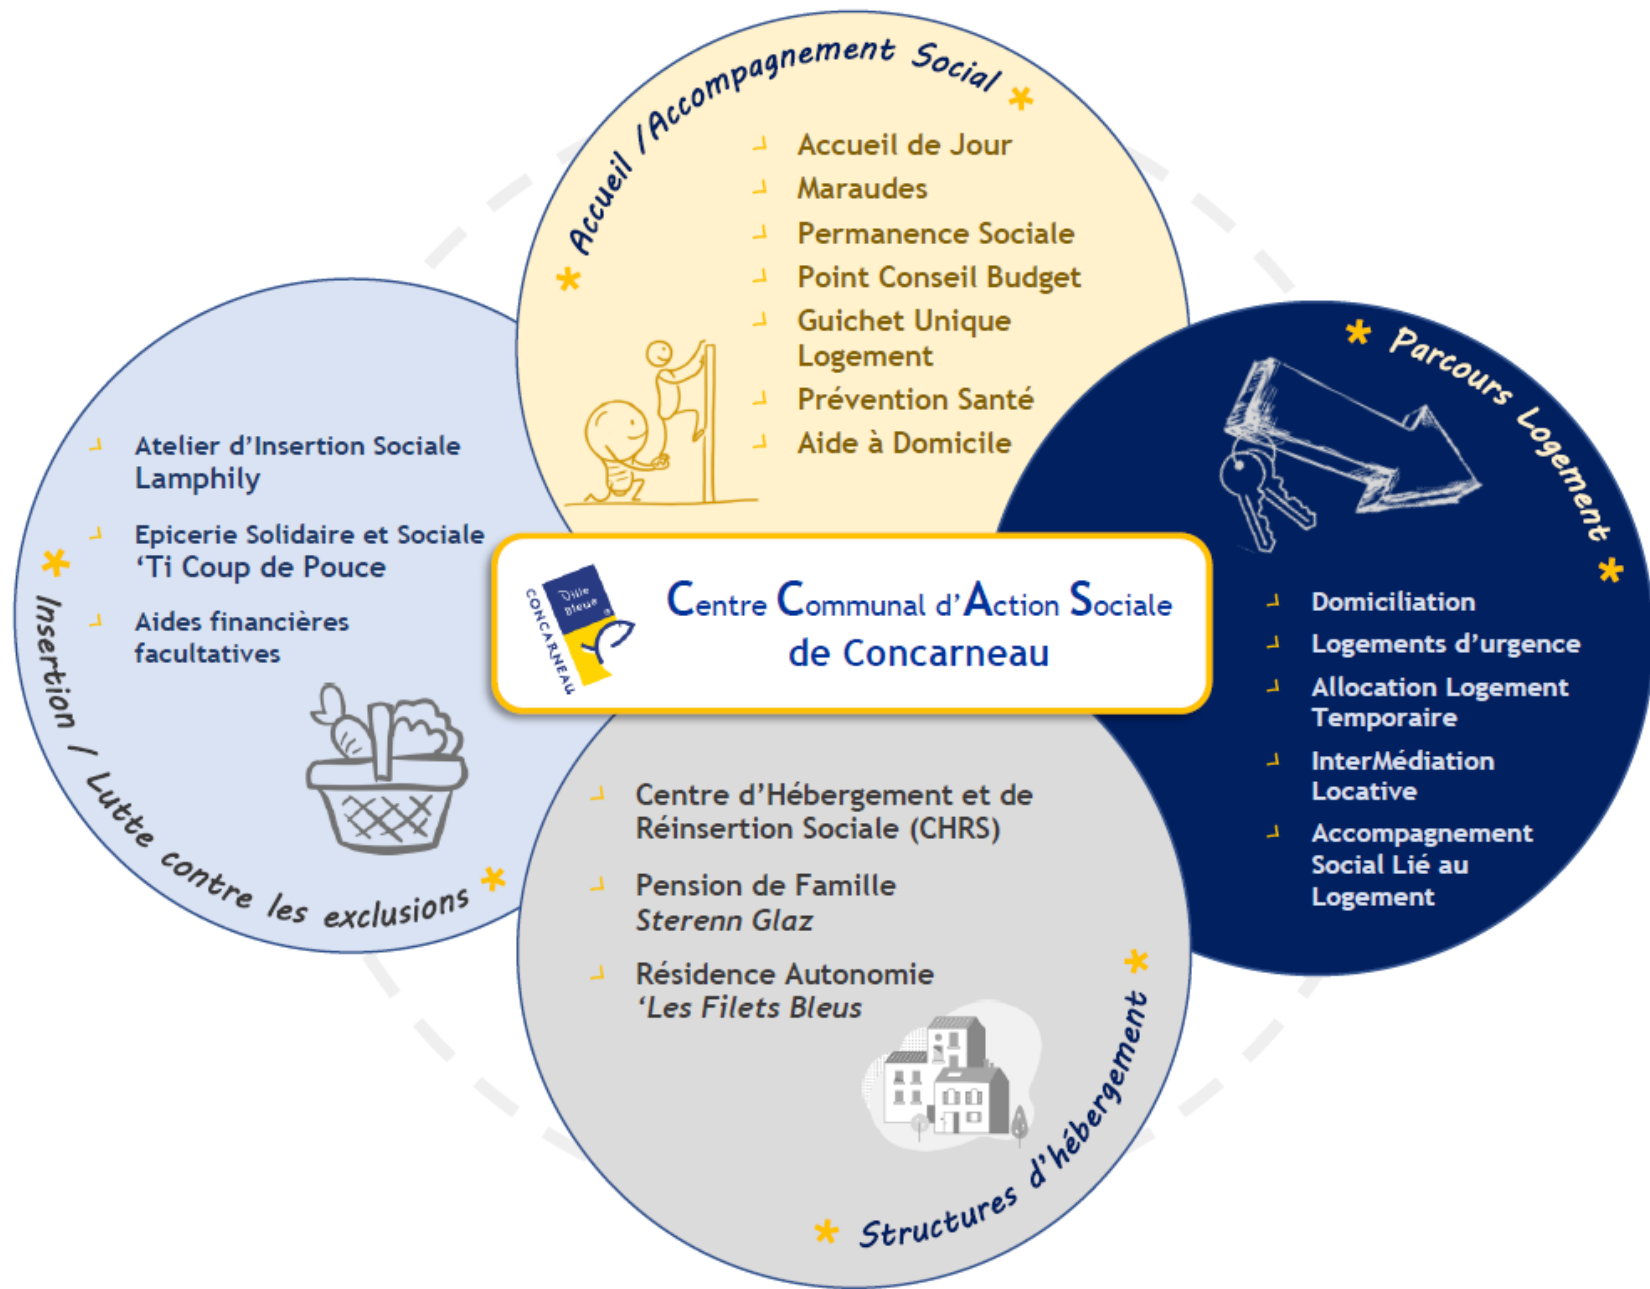 * Accueil /Accompagnement Social *
Accueil de Jour
Maraudes
Permanence Sociale
Point Conseil Budget
Guichet Unique
Logement
Prévention Santé
Aide à Domicile
* Insertion / Lutte contre les exclusions *
Atelier d’Insertion Sociale
Lamphily
Epicerie Solidaire et Sociale
‘Ti Coup de Pouce
Aides financières
facultatives
Ville
Bleue
CONCARNEAU
Centre Communal d’Action Sociale
de Concarneau
* Parcours Logement *
Domiciliation
Logements d’urgence
Allocation Logement
Temporaire
InterMédiation
Locative
Accompagnement
Social Lié au
Logement
Centre d’Hébergement et de
Réinsertion Sociale (CHRS)
Pension de Famille
Sterenn Glaz
Résidence Autonomie
‘Les Filets Bleus
* Structures d’hébergement *